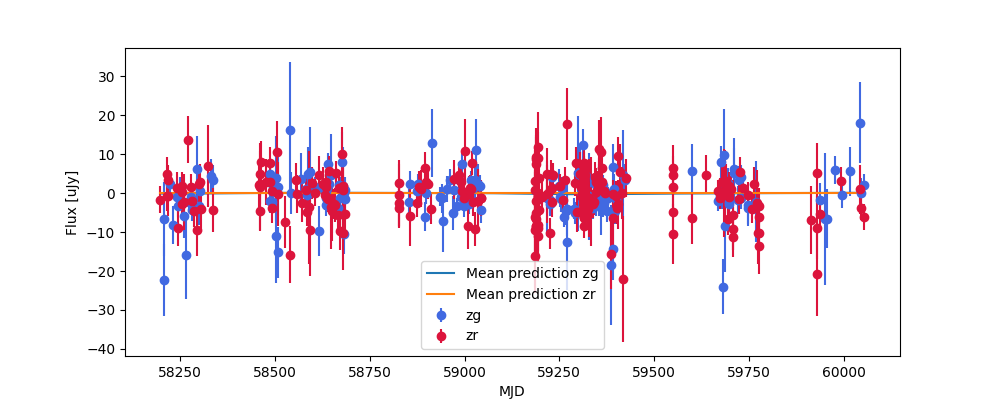 30
20
10
0
−10
−20
−30
−40
Flux [uJy]
58250 58500 58750 59000 59250 59500 59750 60000
MJD
Mean prediction zg
Mean prediction zr
zg
zr